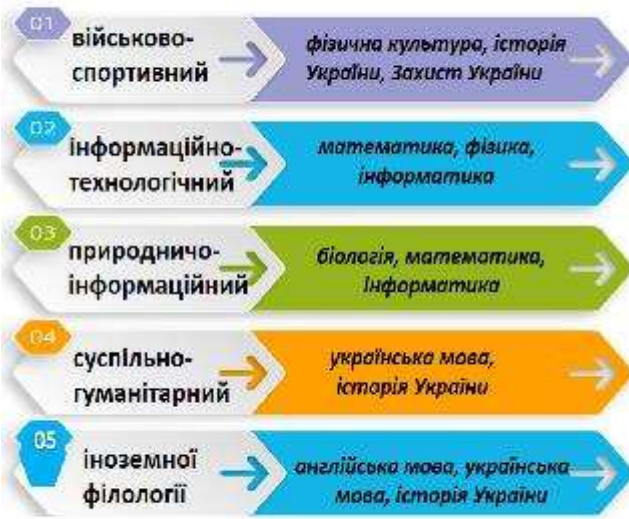 01
військово-
спортивний
фізична культура, історія
України, Захист України
02
інформаційно-
технологічний
математика, фізика,
інформатика
03
природничо-
інформаційний
біологія, математика,
Інформатика
04
суспільно-
гуманітарний
українська мова,
історія України
05
іноземної
філології
англійська мова, українська
мова, історія України